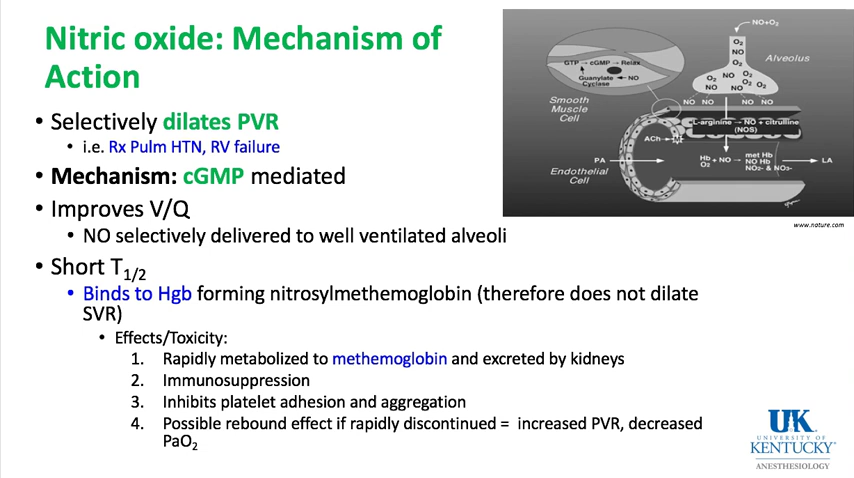 Nitric oxide: Mechanism of
Action
• Selectively dilates PVR
• i.e. Rx Pulm HTN, RV failure
• Mechanism: cGMP mediated
• Improves V/Q
• NO selectively delivered to well ventilated alveoli
• Short T1/2
• Binds to Hgb forming nitrosylmethemoglobin (therefore does not dilate
SVR)
• Effects/Toxicity:
1. Rapidly metabolized to methemoglobin and excreted by kidneys
2. Immunosuppression
3. Inhibits platelet adhesion and aggregation
4. Possible rebound effect if rapidly discontinued = increased PVR, decreased
PaO2
NO+O2
O2
NO
O2
Alveolus
O2 NO O2
O2 O2
NO NO
NO NO NO NO
GTP → cGMP → Relax
Guanylate ← NO
Cyclase
Smooth
Muscle
Cell
L-arginine → NO + citrulline
(NOS)
ACh
PA
Endothelial
Cell
Hb + NO →
O2
met Hb
NO Hb
NO2- & NO3-
LA
www.nature.com
UK
UNIVERSITY OF
KENTUCKY
ANESTHESIOLOGY